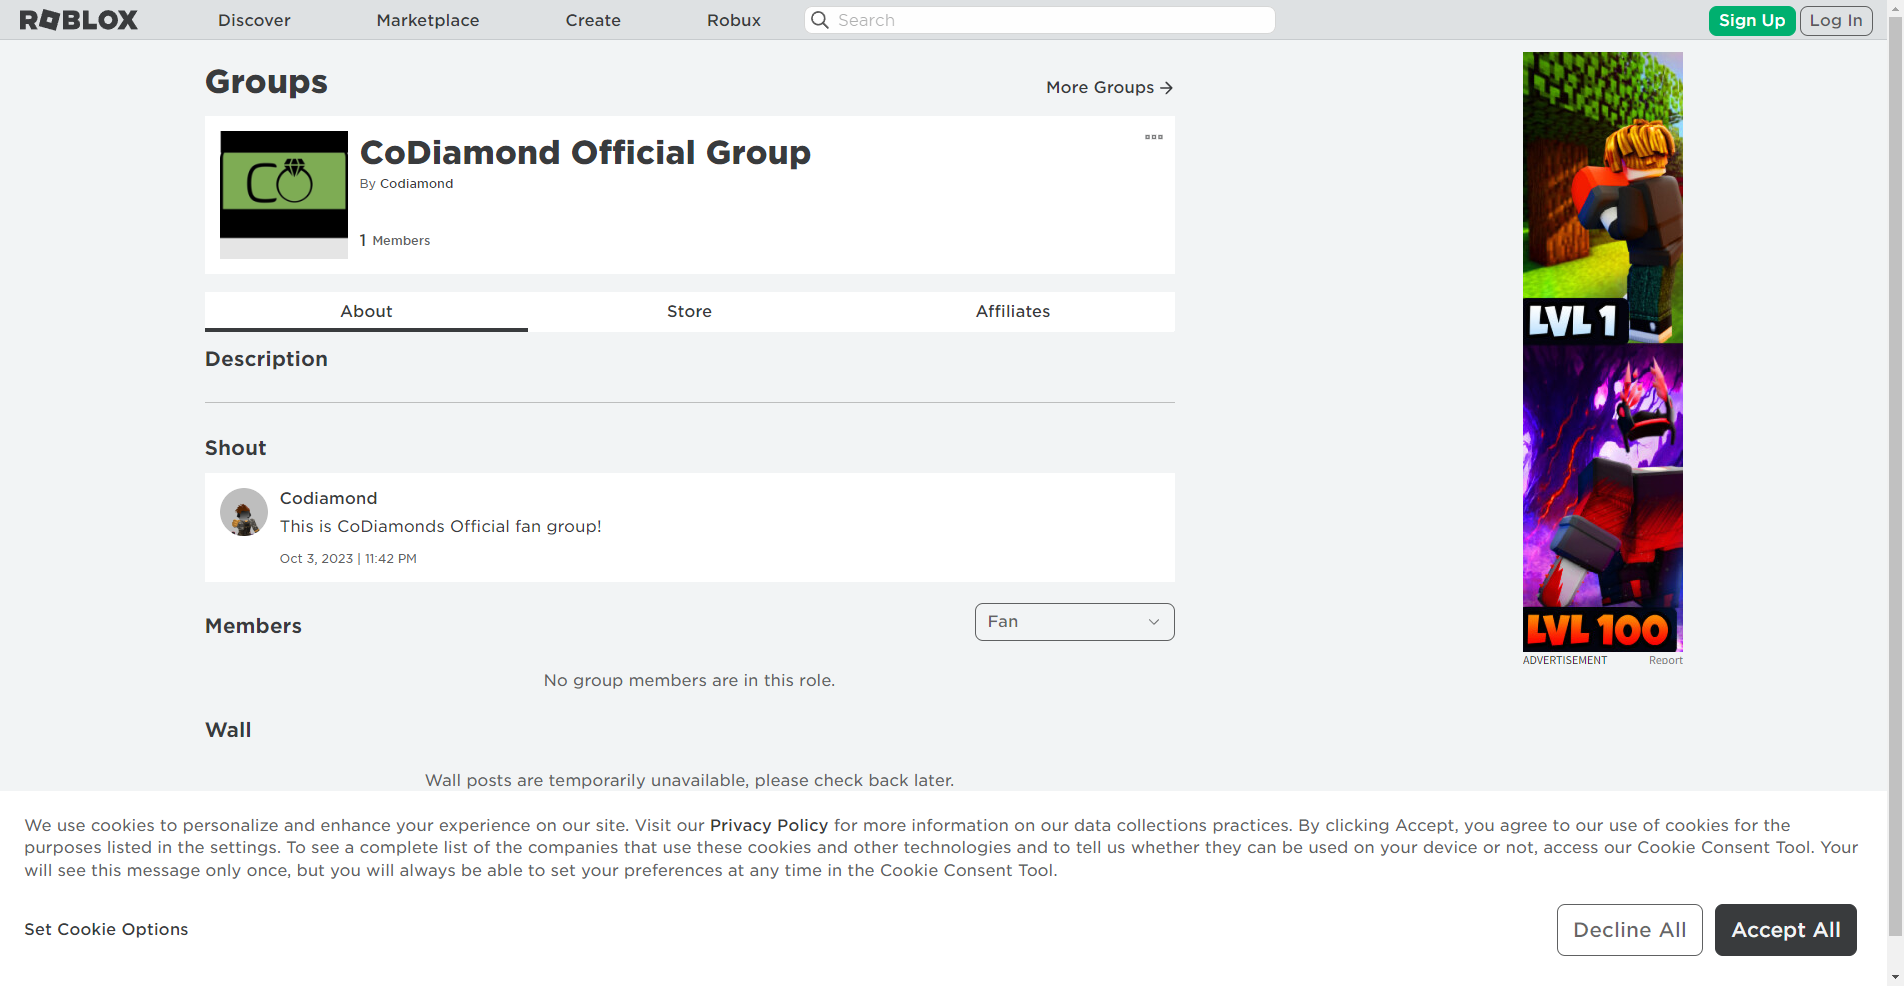 ROBLOX
Discover
Marketplace
Create
Robux
Search
Sign Up
Log In
Groups
More Groups
CO
CoDiamond Official Group
By Codiamond
1 Members
About
Store
Affiliates
Description
Shout
Codiamond
This is CoDiamonds Official fan group!
Oct 3, 2023 | 11:42 PM
Members
Fan
No group members are in this role.
Wall
Wall posts are temporarily unavailable, please check back later.
LVL 1
LVL 100
ADVERTISEMENT
Report
We use cookies to personalize and enhance your experience on our site. Visit our Privacy Policy for more information on our data collections practices. By clicking Accept, you agree to our use of cookies for the
purposes listed in the settings. To see a complete list of the companies that use these cookies and other technologies and to tell us whether they can be used on your device or not, access our Cookie Consent Tool. Your
will see this message only once, but you will always be able to set your preferences at any time in the Cookie Consent Tool.
Set Cookie Options
Decline All
Accept All